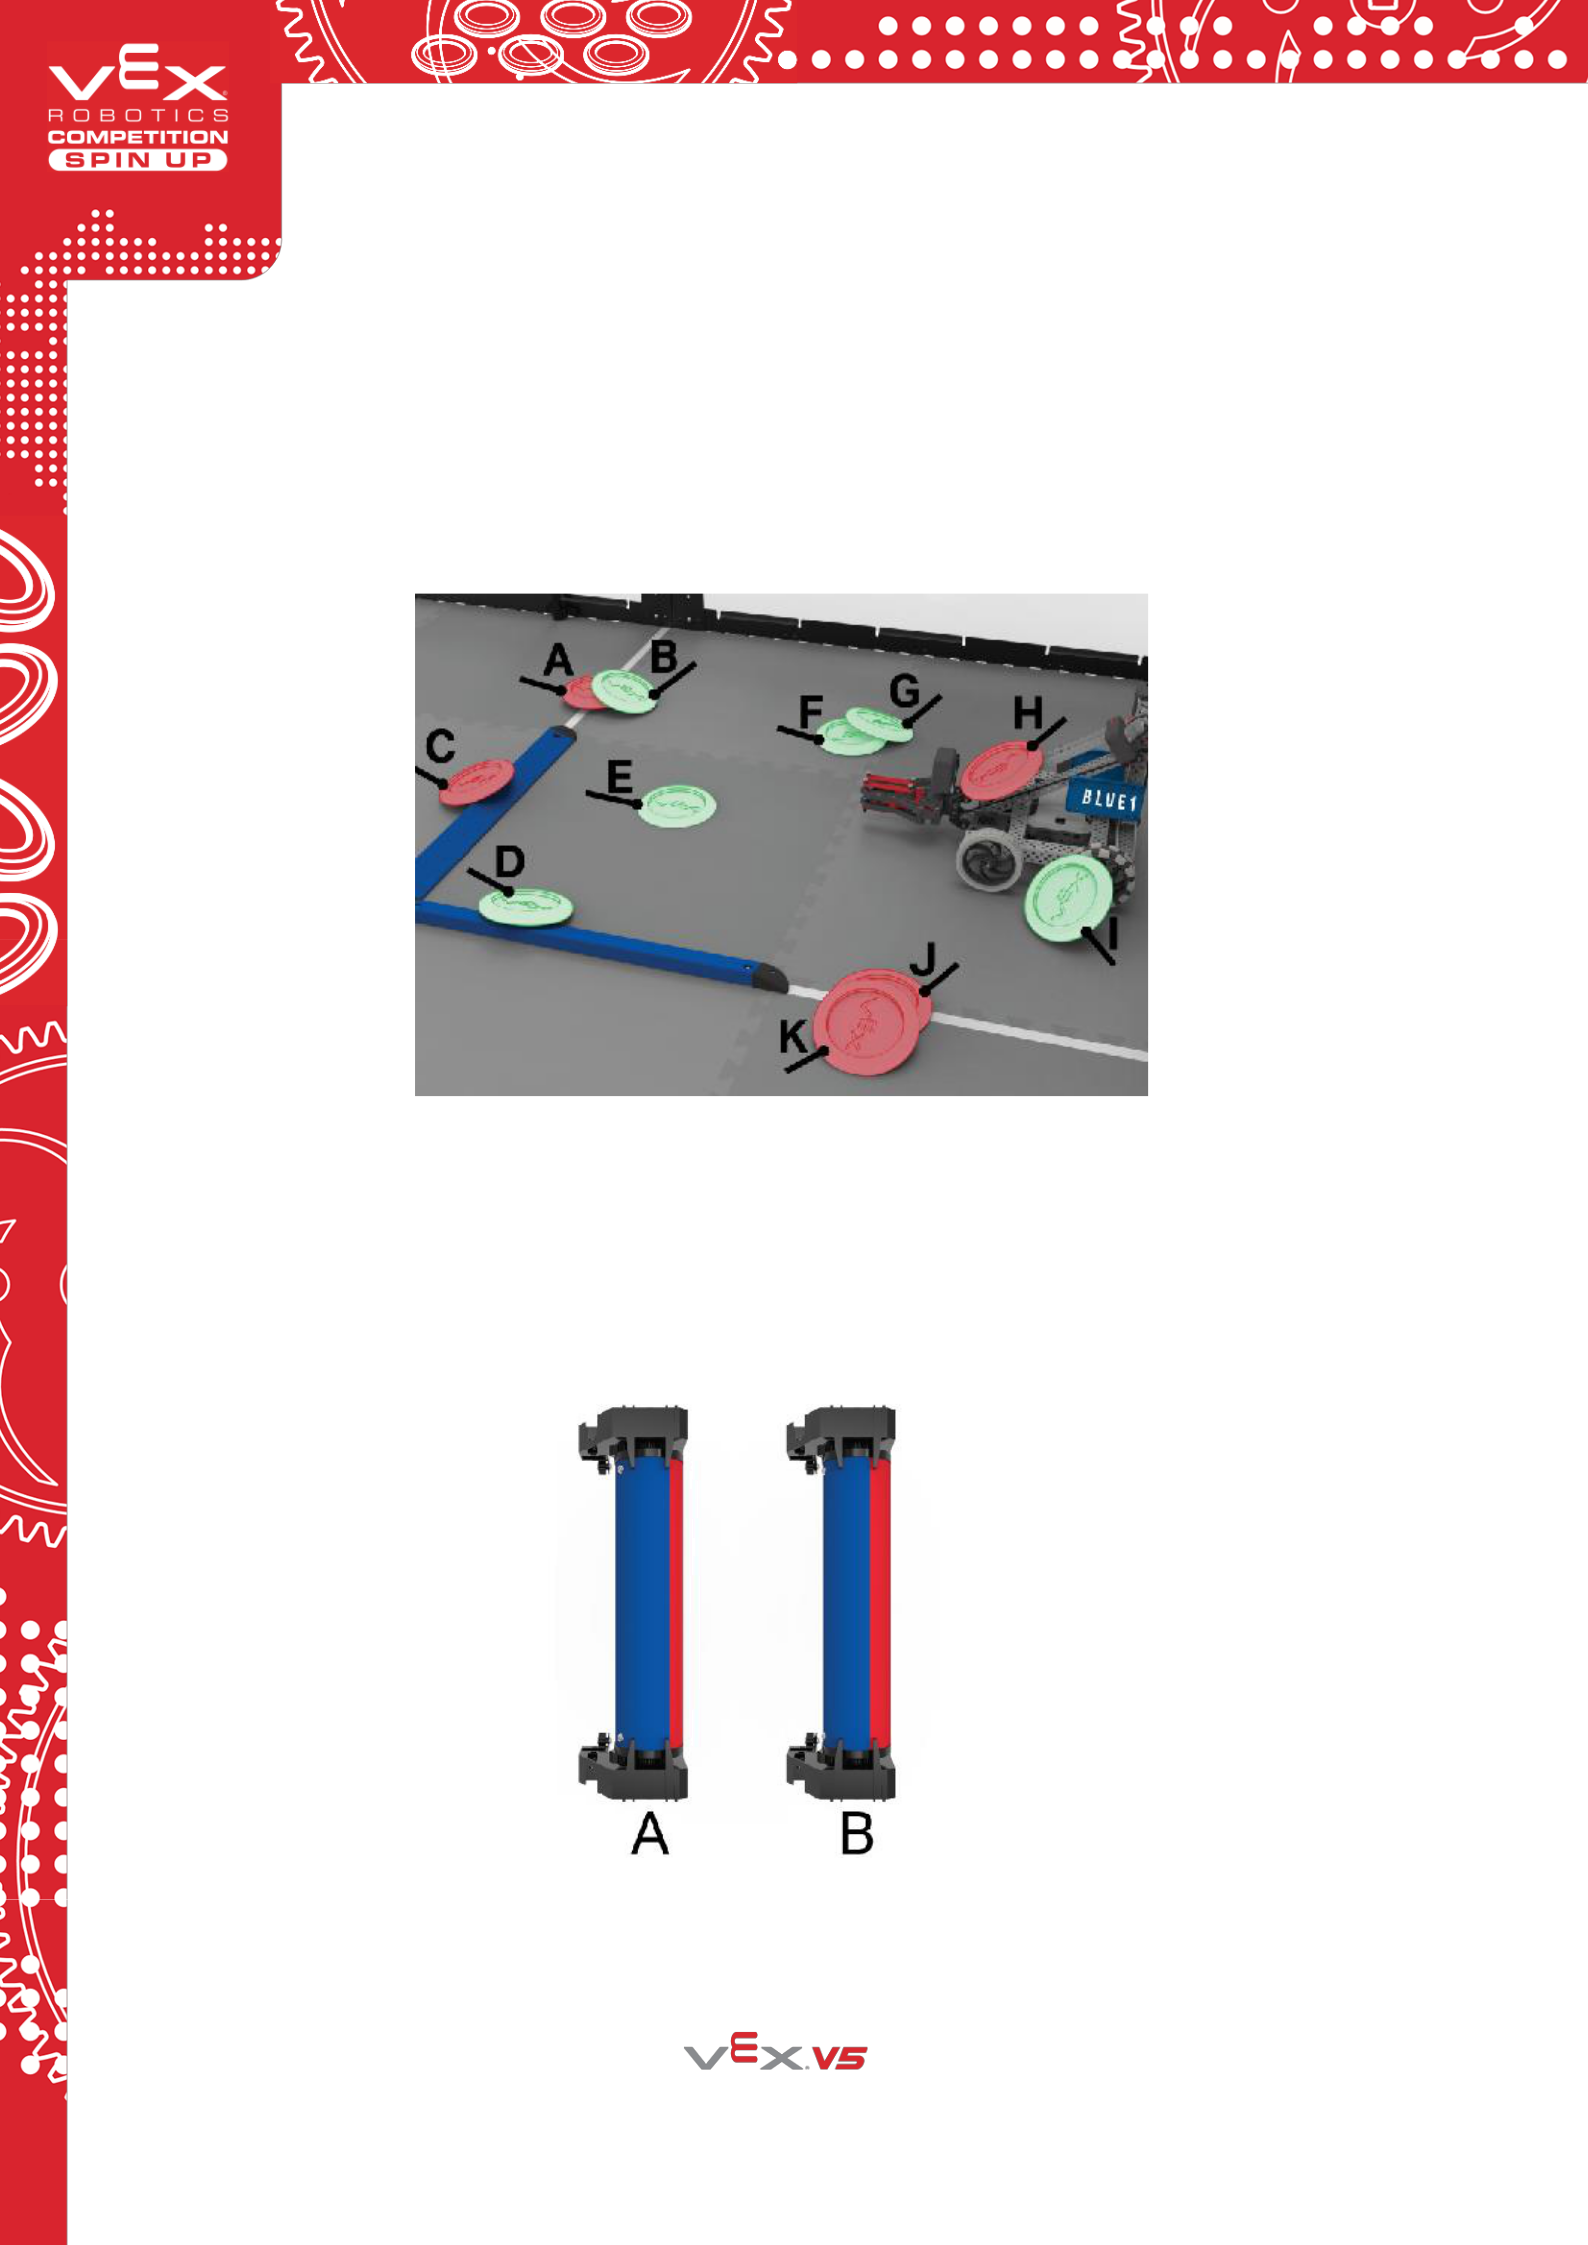 VEX
ROBOTICS
COMPETITION
SPIN UP
A
B
C
D
E
F
G
H
BLUE1
I
J
K
A
B
VEX V5